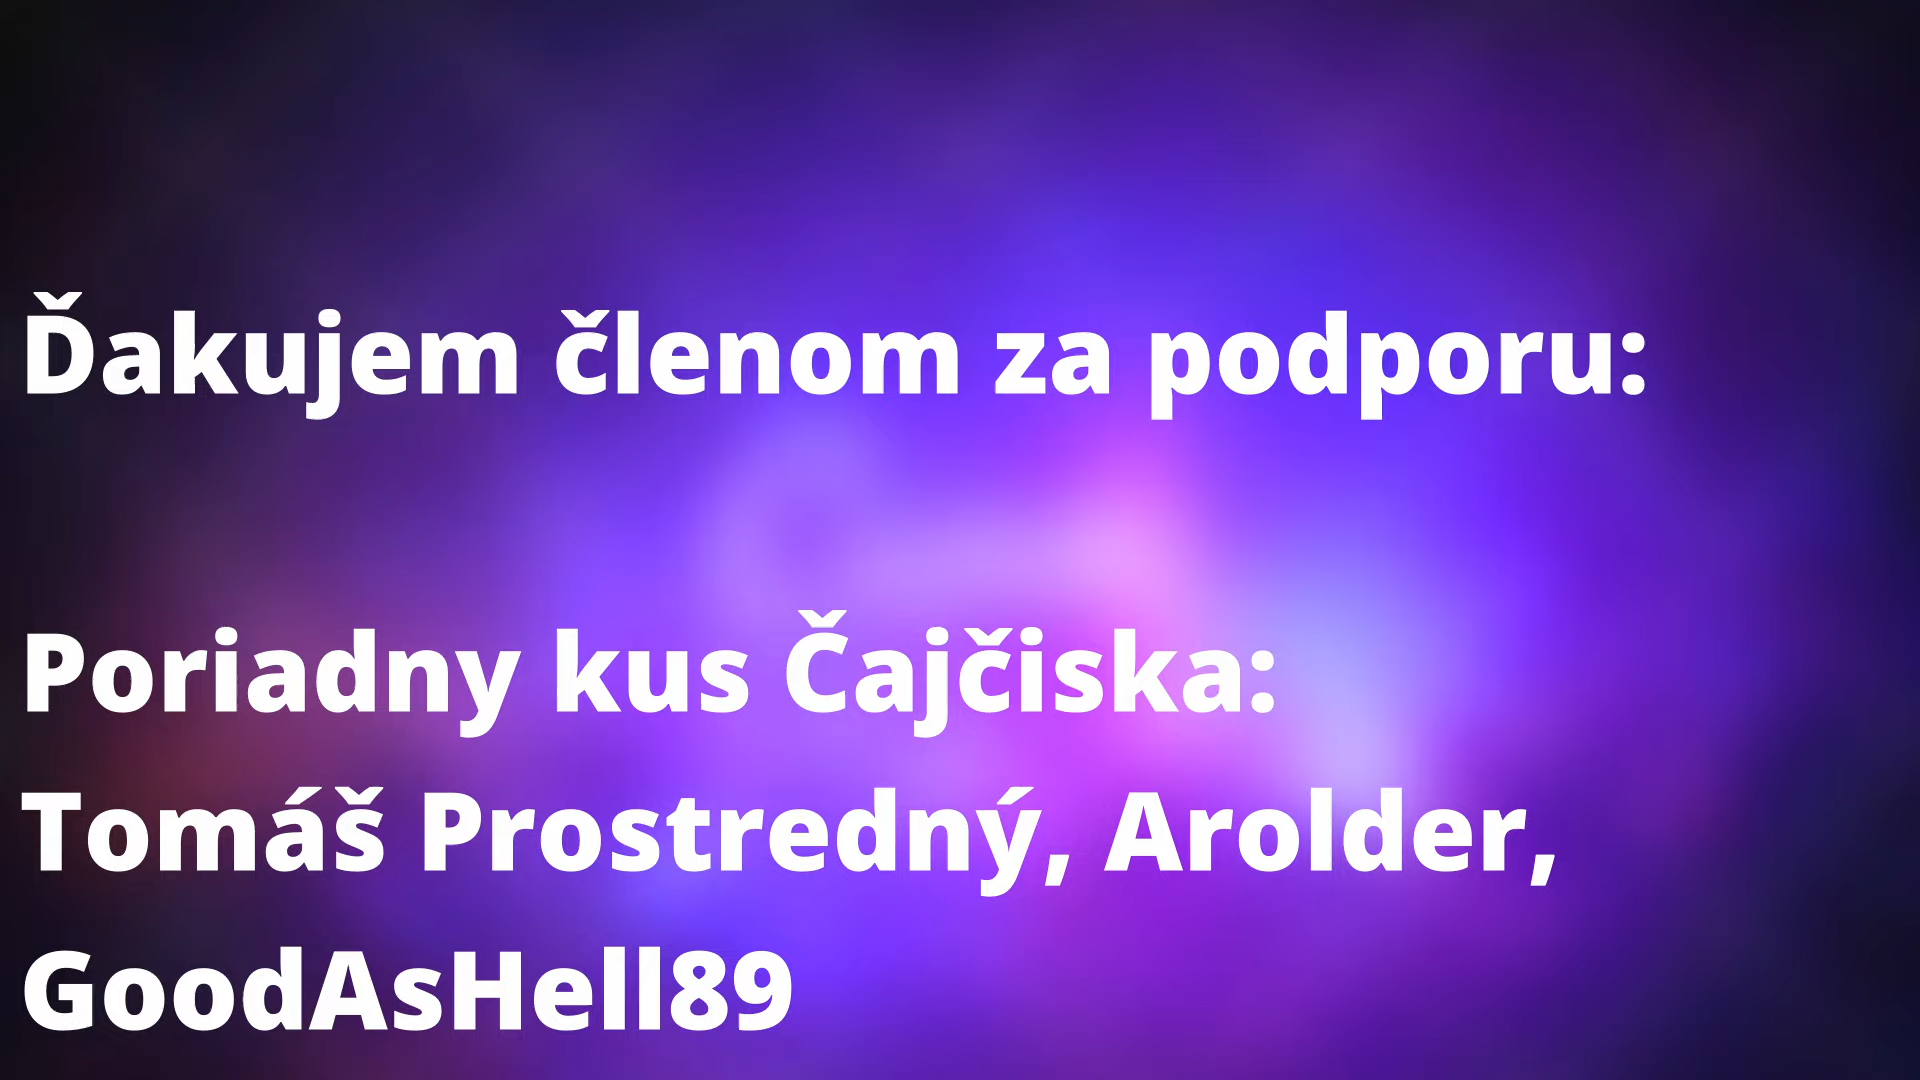 Ďakujem členom za podporu:
Poriadny kus Čajčiska:
Tomáš Prostredný, Arolder,
GoodAsHell89